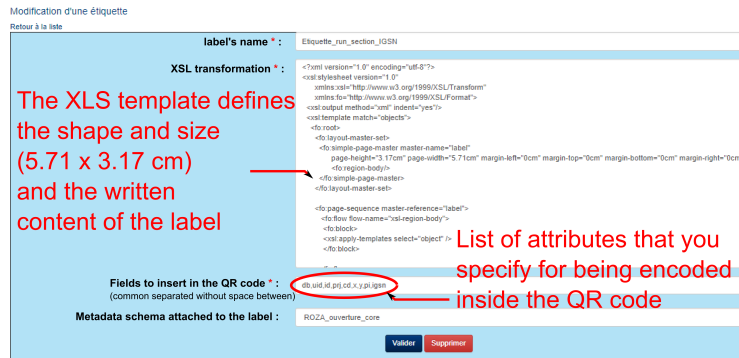 Modification d'une étiquette
Retour à la liste
label's name * :
Etiquette_run_section_IGSN
XSL transformation * :
<?xml version="1.0" encoding="utf-8"?>
<xsl:stylesheet version="1.0"
xmlns:xsl="http://www.w3.org/1999/XSL/Transform"
xmlns:fo="http://www.w3.org/1999/XSL/Format">
<xsl:output method="xml" indent="yes"/>
<xsl:template match="objects">
<fo:root>
<fo:layout-master-set>
<fo:simple-page-master master-name="label"
page-height="3.17cm" page-width="5.71cm" margin-left="0cm" margin-top="0cm" margin-bottom="0cm" margin-right="0cm
<fo:region-body/>
</fo:simple-page-master>
</fo:layout-master-set>
<fo:page-sequence master-reference="label">
<fo:flow flow-name="xsl-region-body">
<fo:block>
<xsl:apply-templates select="object" />
</fo:block>
The XLS template defines
the shape and size
(5.71 x 3.17 cm)
and the written
content of the label
List of attributes that you
specify for being encoded
inside the QR code
Fields to insert in the QR code * :
(common separated without space between)
db,uid,id,prj,cd,x,y,pi,igsn
Metadata schema attached to the label :
ROZA_ouverture_core
Valider
Supprimer